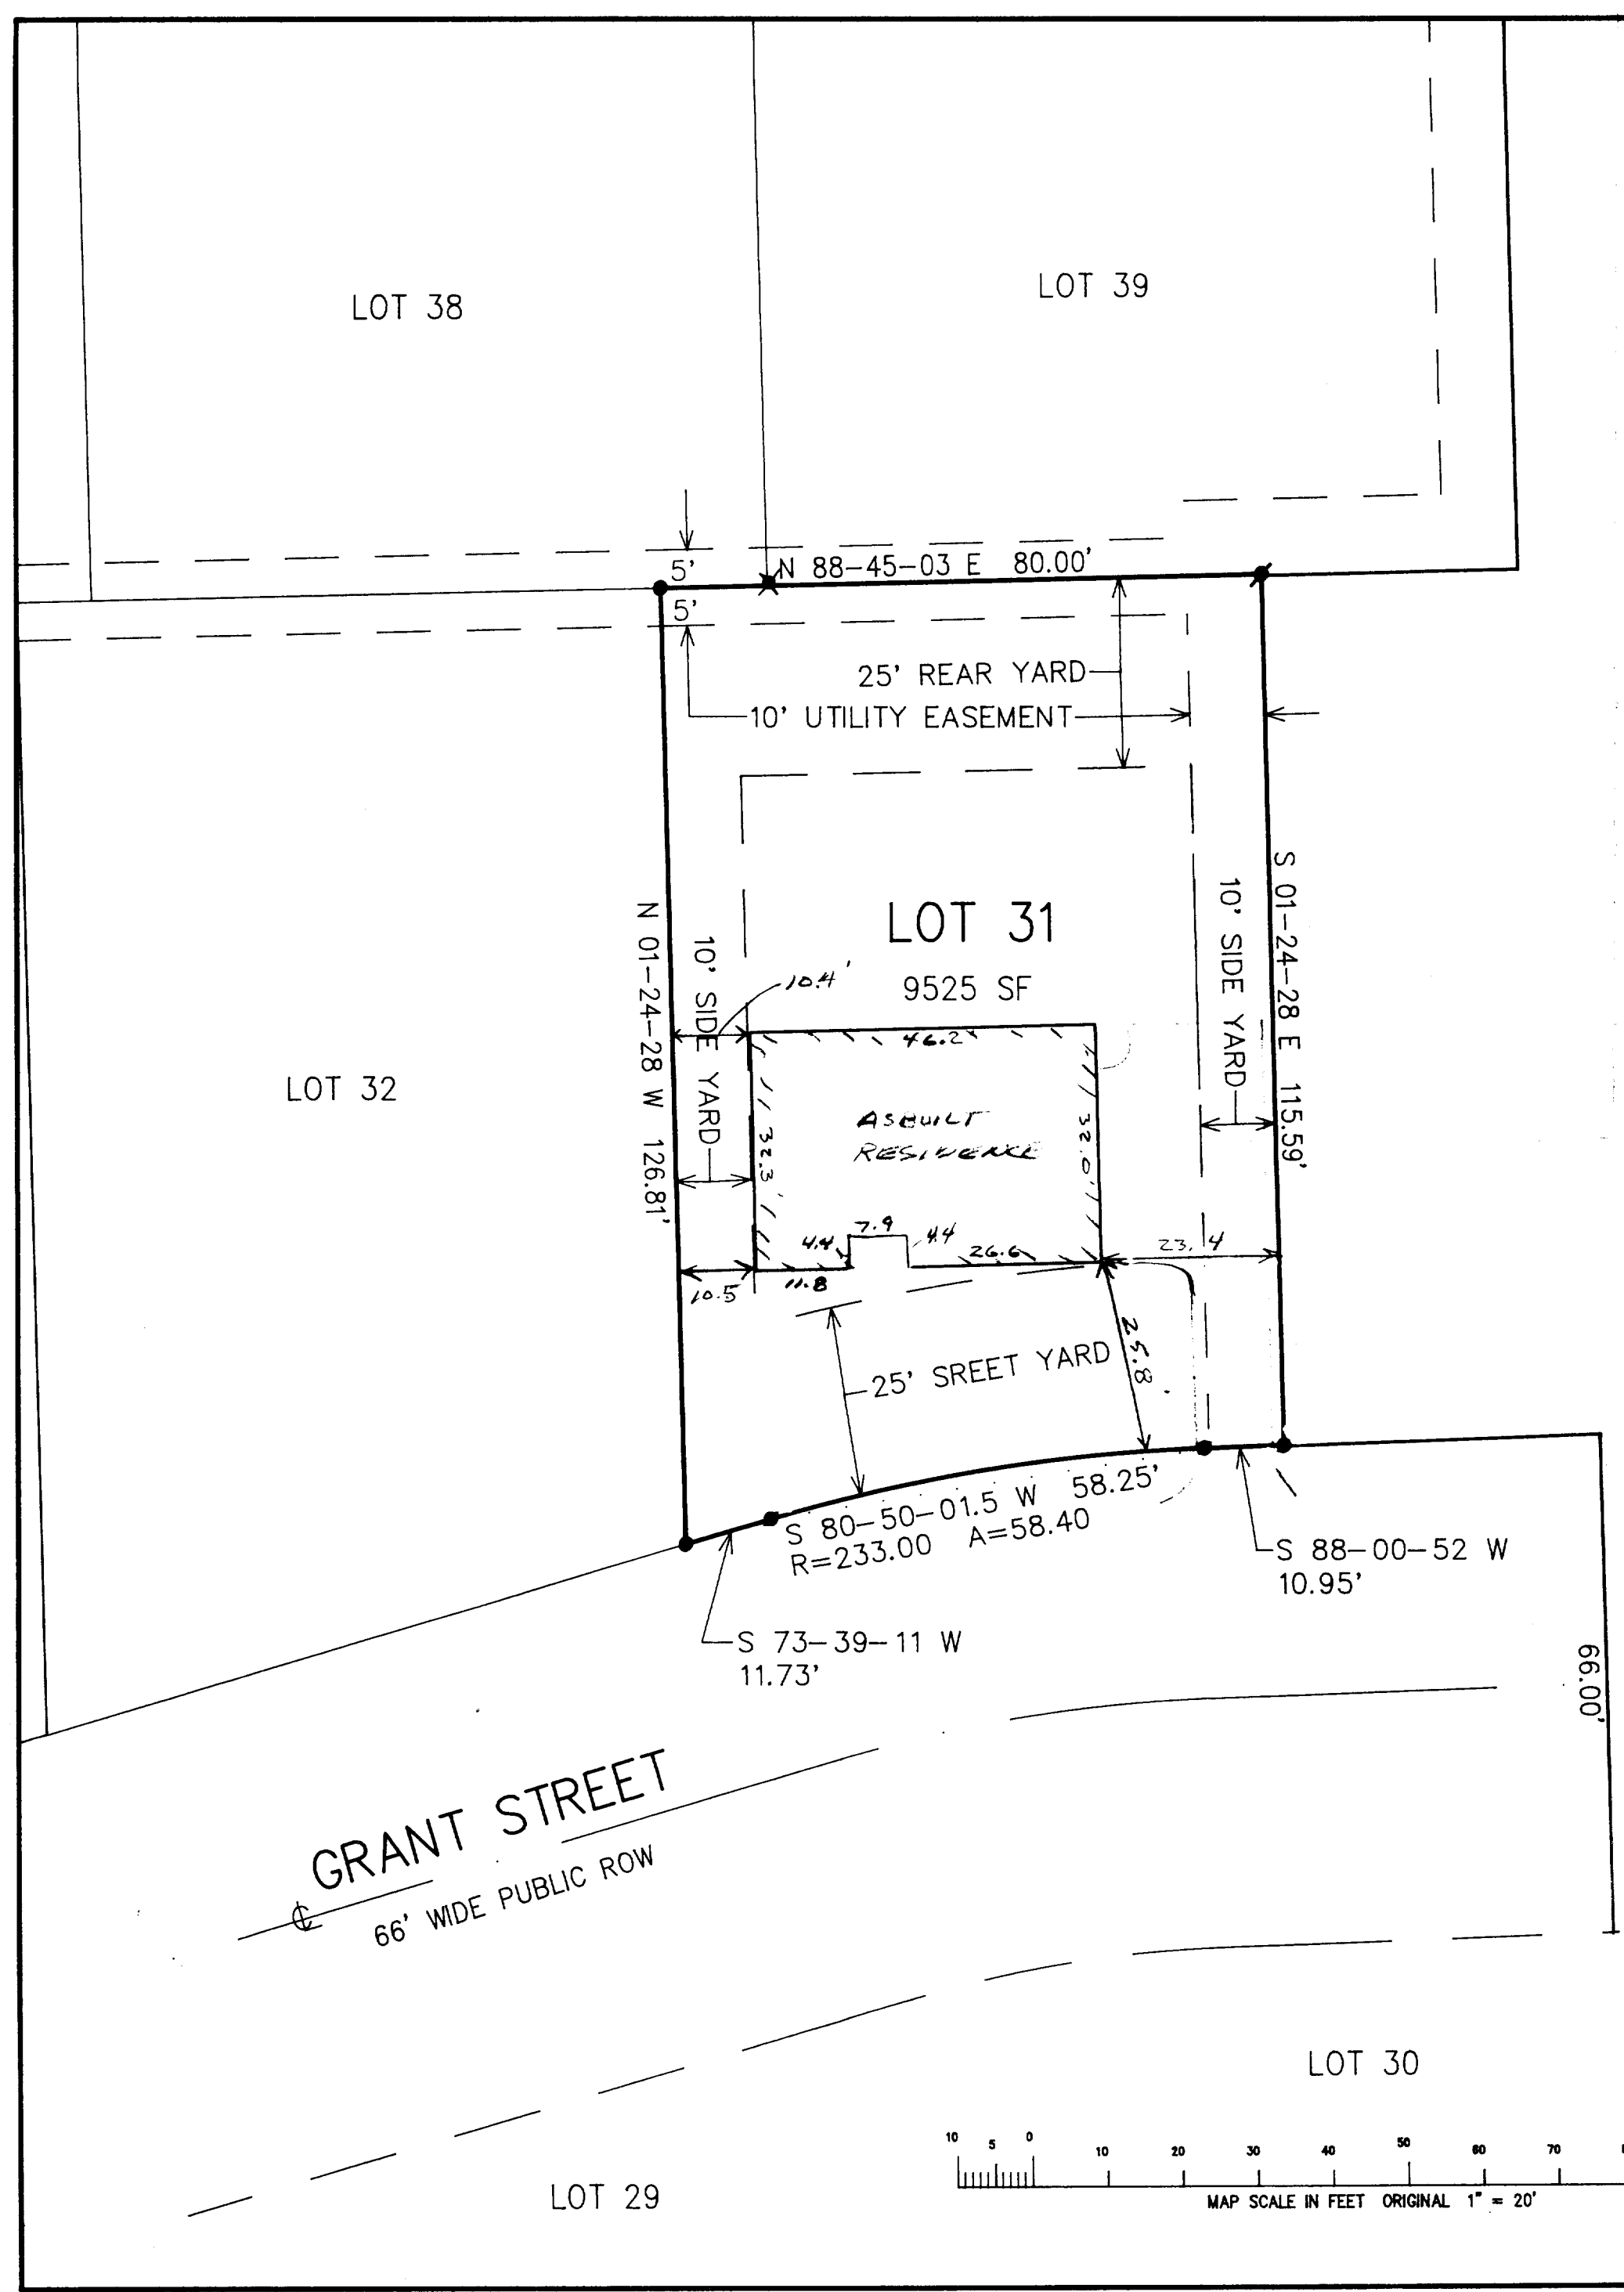 LOT 38
LOT 39
5'
N 88-45-03 E 80.00'
5'
25' REAR YARD
10' UTILITY EASEMENT
LOT 31
9525 SF
N 01-24-28 W 126.81'
10' SIDE YARD
10.4'
10' SIDE YARD
S 01-24-28 E 115.59'
LOT 32
46.2
ASBUILT
RESIDENCE
32.3'
32.0'
7.9
4.4
4.4
26.6
23.4
10.5
11.8
25' SREET YARD
25.8
S 80-50-01.5 W 58.25'
R=233.00 A=58.40
S 88-00-52 W
10.95'
S 73-39-11 W
11.73'
66.00'
GRANT STREET
℄
66' WIDE PUBLIC ROW
LOT 30
LOT 29
10 5 0 10 20 30 40 50 60 70
MAP SCALE IN FEET ORIGINAL 1" = 20'